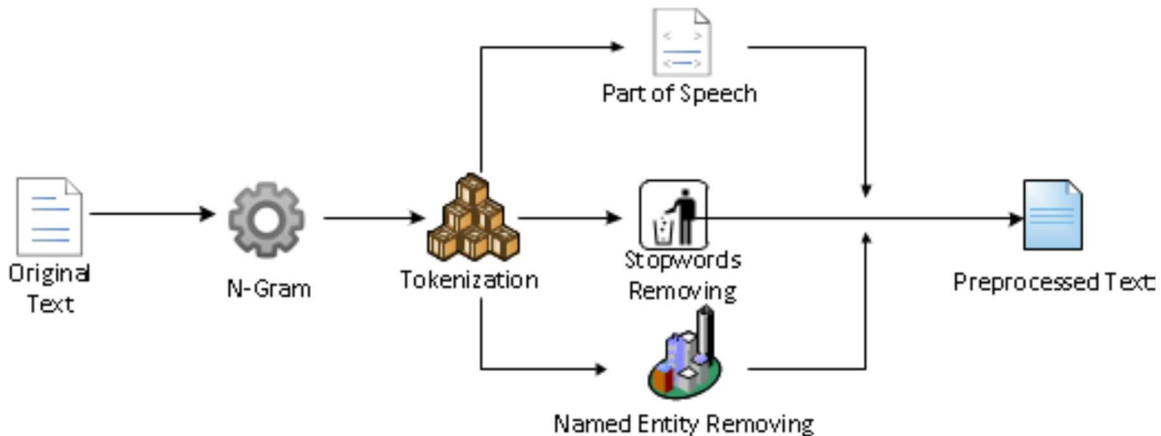 Part of Speech
Original
Text
N-Gram
Tokenization
Stopwords
Removing
Preprocessed Text
Named Entity Removing